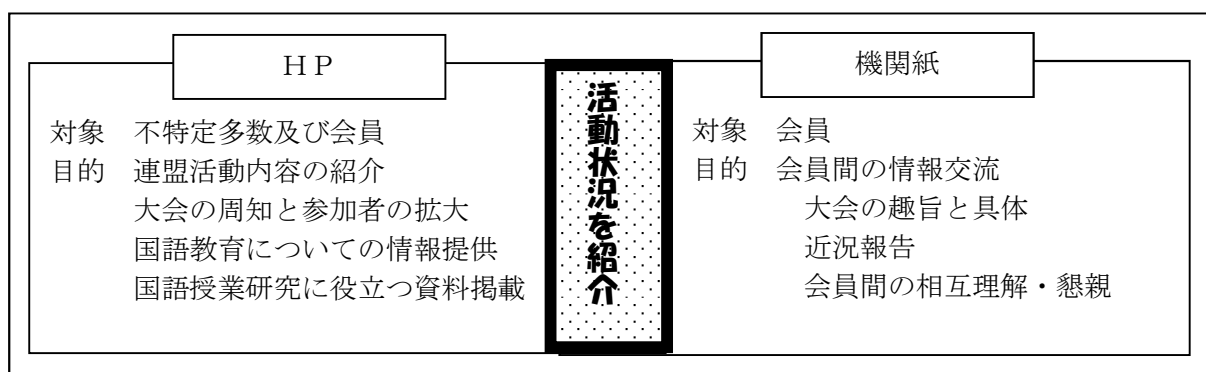 ＨＰ
対象　不特定多数及び会員
目的　連盟活動内容の紹介
大会の周知と参加者の拡大
国語教育についての情報提供
国語授業研究に役立つ資料掲載
活動状況を紹介
機関紙
対象　会員
目的　会員間の情報交流
大会の趣旨と具体
近況報告
会員間の相互理解・懇親